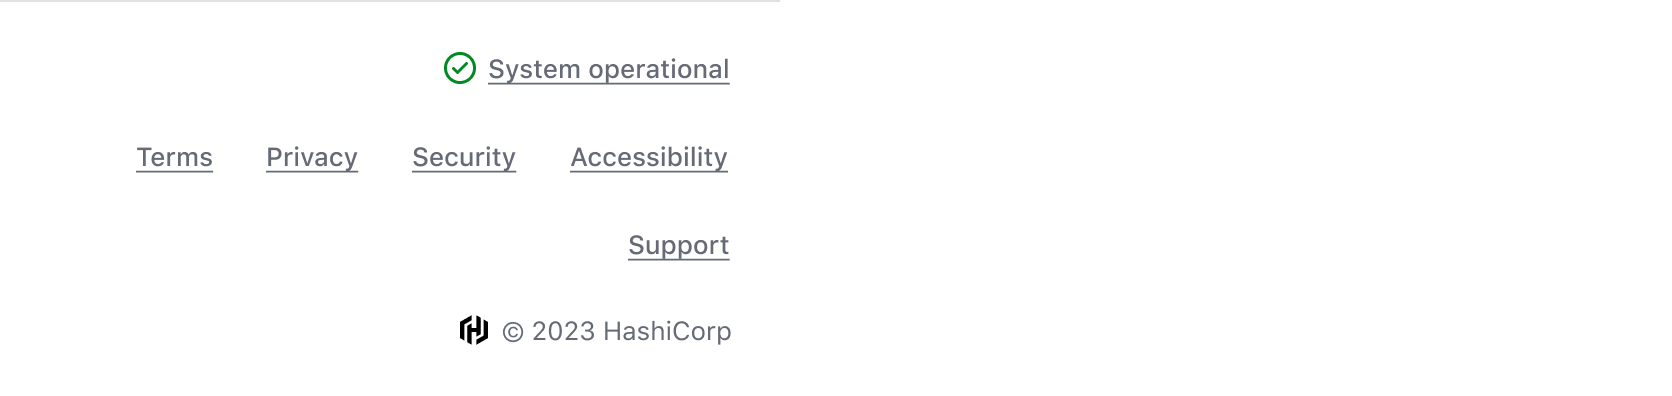 System operational
Terms Privacy Security Accessibility
Support
© 2023 HashiCorp